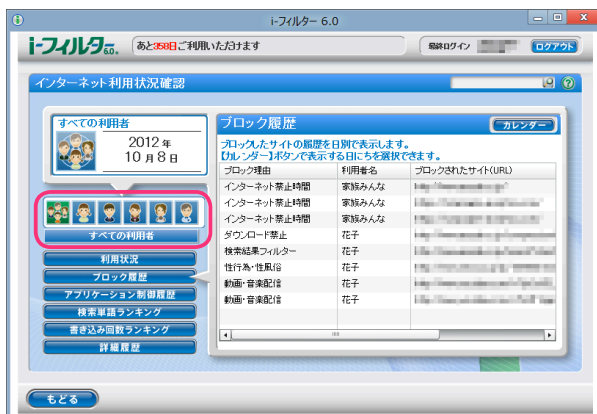 i-フィルター 6.0
i-フィルター 6.0.
あと358日ご利用いただけます
最終ログイン
ログアウト
インターネット利用状況確認
すべての利用者
2012 年
10 月 8 日
すべての利用者
利用状況
ブロック履歴
アプリケーション制御履歴
検索単語ランキング
書き込み回数ランキング
詳細履歴
ブロック履歴
カレンダー
ブロックしたサイトの履歴を日別で表示します。
【カレンダー】ボタンで表示する日にちを選択できます。
ブロック理由 利用者名 ブロックされたサイト(URL)
インターネット禁止時間 家族みんな
インターネット禁止時間 家族みんな
インターネット禁止時間 家族みんな
ダウンロード禁止 花子
検索結果フィルター 花子
性行為・性風俗 花子
動画・音楽配信 花子
動画・音楽配信 花子
もどる